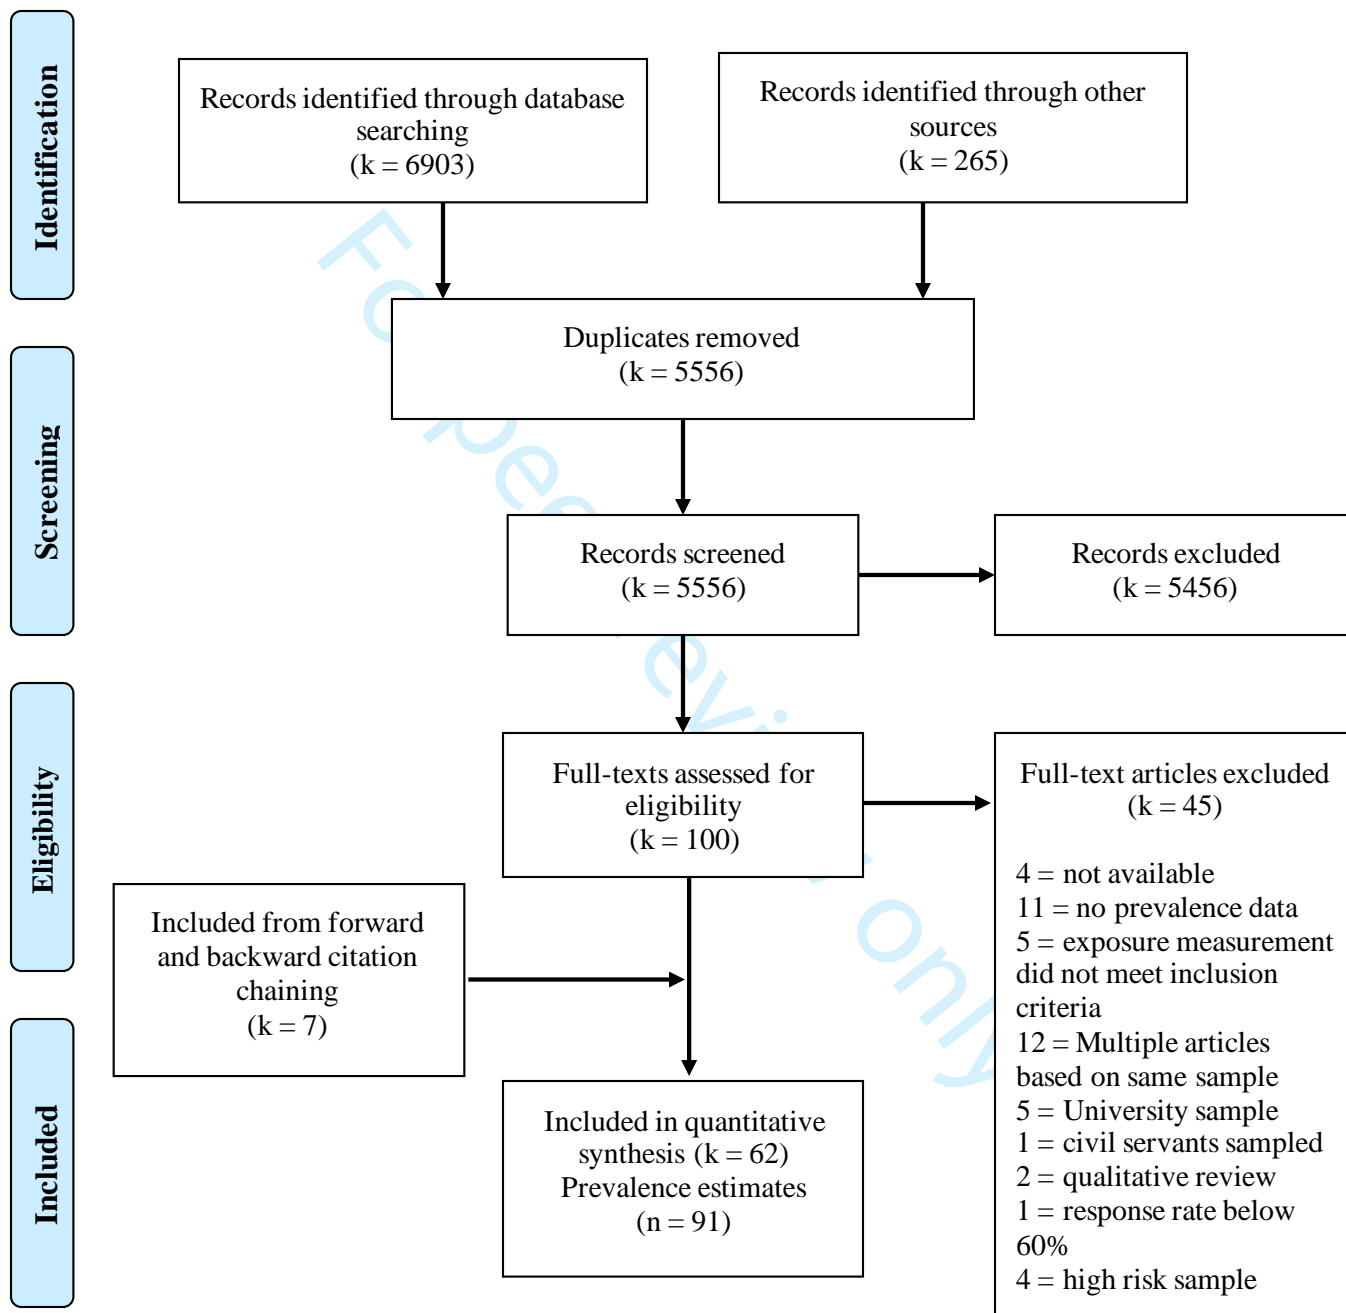 Identification
Records identified through database
searching
(k = 6903)
Records identified through other
sources
(k = 265)
Duplicates removed
(k = 5556)
Screening
Records screened
(k = 5556)
Records excluded
(k = 5456)
Eligibility
Full-texts assessed for
eligibility
(k = 100)
Full-text articles excluded
(k = 45)
4 = not available
11 = no prevalence data
5 = exposure measurement
did not meet inclusion
criteria
12 = Multiple articles
based on same sample
5 = University sample
1 = civil servants sampled
2 = qualitative review
1 = response rate below
60%
4 = high risk sample
Included from forward
and backward citation
chaining
(k = 7)
Included
Included in quantitative
synthesis (k = 62)
Prevalence estimates
(n = 91)